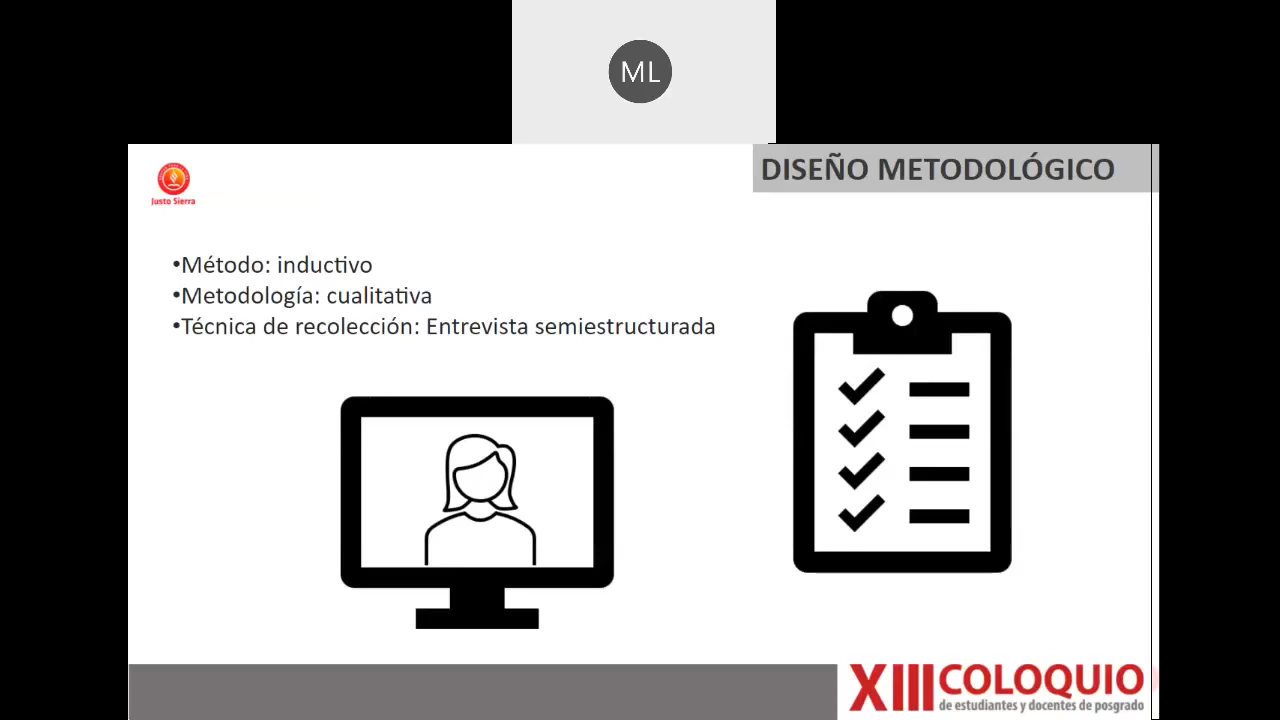 ML
DISEÑO METODOLÓGICO
Justo Sierra
•Método: inductivo
•Metodología: cualitativa
•Técnica de recolección: Entrevista semiestructurada
XIII COLOQUIO
de estudiantes y docentes de posgrado